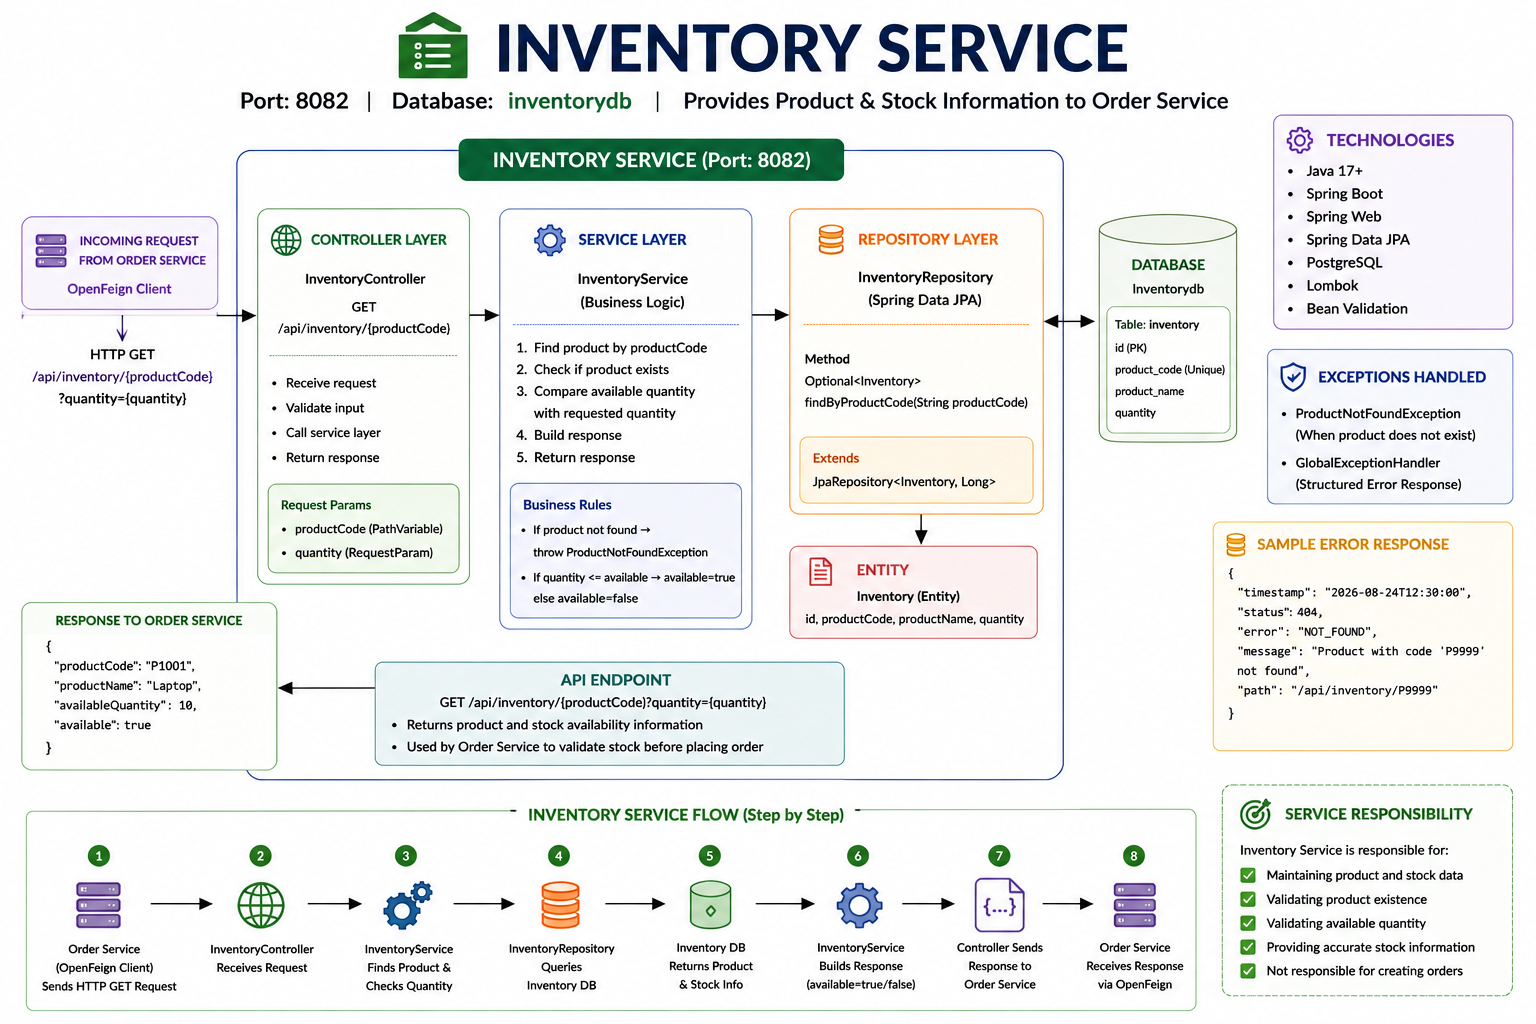 INVENTORY SERVICE
Port: 8082 | Database: inventorydb | Provides Product & Stock Information to Order Service
INVENTORY SERVICE (Port: 8082)
INCOMING REQUEST
FROM ORDER SERVICE
OpenFeign Client
HTTP GET
/api/inventory/{productCode}
?quantity={quantity}
CONTROLLER LAYER
InventoryController
GET
/api/inventory/{productCode}
• Receive request
• Validate input
• Call service layer
• Return response
Request Params
• productCode (PathVariable)
• quantity (RequestParam)
SERVICE LAYER
InventoryService
(Business Logic)
1. Find product by productCode
2. Check if product exists
3. Compare available quantity
with requested quantity
4. Build response
5. Return response
Business Rules
• If product not found →
throw ProductNotFoundException
• If quantity <= available → available=true
else available=false
REPOSITORY LAYER
InventoryRepository
(Spring Data JPA)
Method
Optional<Inventory>
findByProductCode(String productCode)
Extends
JpaRepository<Inventory, Long>
ENTITY
Inventory (Entity)
id, productCode, productName, quantity
DATABASE
Inventorydb
Table: inventory
id (PK)
product_code (Unique)
product_name
quantity
TECHNOLOGIES
• Java 17+
• Spring Boot
• Spring Web
• Spring Data JPA
• PostgreSQL
• Lombok
• Bean Validation
EXCEPTIONS HANDLED
• ProductNotFoundException
(When product does not exist)
• GlobalExceptionHandler
(Structured Error Response)
SAMPLE ERROR RESPONSE
{
"timestamp": "2026-08-24T12:30:00",
"status": 404,
"error": "NOT_FOUND",
"message": "Product with code 'P9999'
not found",
"path": "/api/inventory/P9999"
}
RESPONSE TO ORDER SERVICE
{
"productCode": "P1001",
"productName": "Laptop",
"availableQuantity": 10,
"available": true
}
API ENDPOINT
GET /api/inventory/{productCode}?quantity={quantity}
• Returns product and stock availability information
• Used by Order Service to validate stock before placing order
INVENTORY SERVICE FLOW (Step by Step)
1
Order Service
(OpenFeign Client)
Sends HTTP GET Request
2
InventoryController
Receives Request
3
InventoryService
Finds Product &
Checks Quantity
4
InventoryRepository
Queries
Inventory DB
5
Inventory DB
Returns Product
& Stock Info
6
InventoryService
Builds Response
(available=true/false)
7
{...}
Controller Sends
Response to
Order Service
8
Order Service
Receives Response
via OpenFeign
SERVICE RESPONSIBILITY
Inventory Service is responsible for:
Maintaining product and stock data
Validating product existence
Validating available quantity
Providing accurate stock information
Not responsible for creating orders